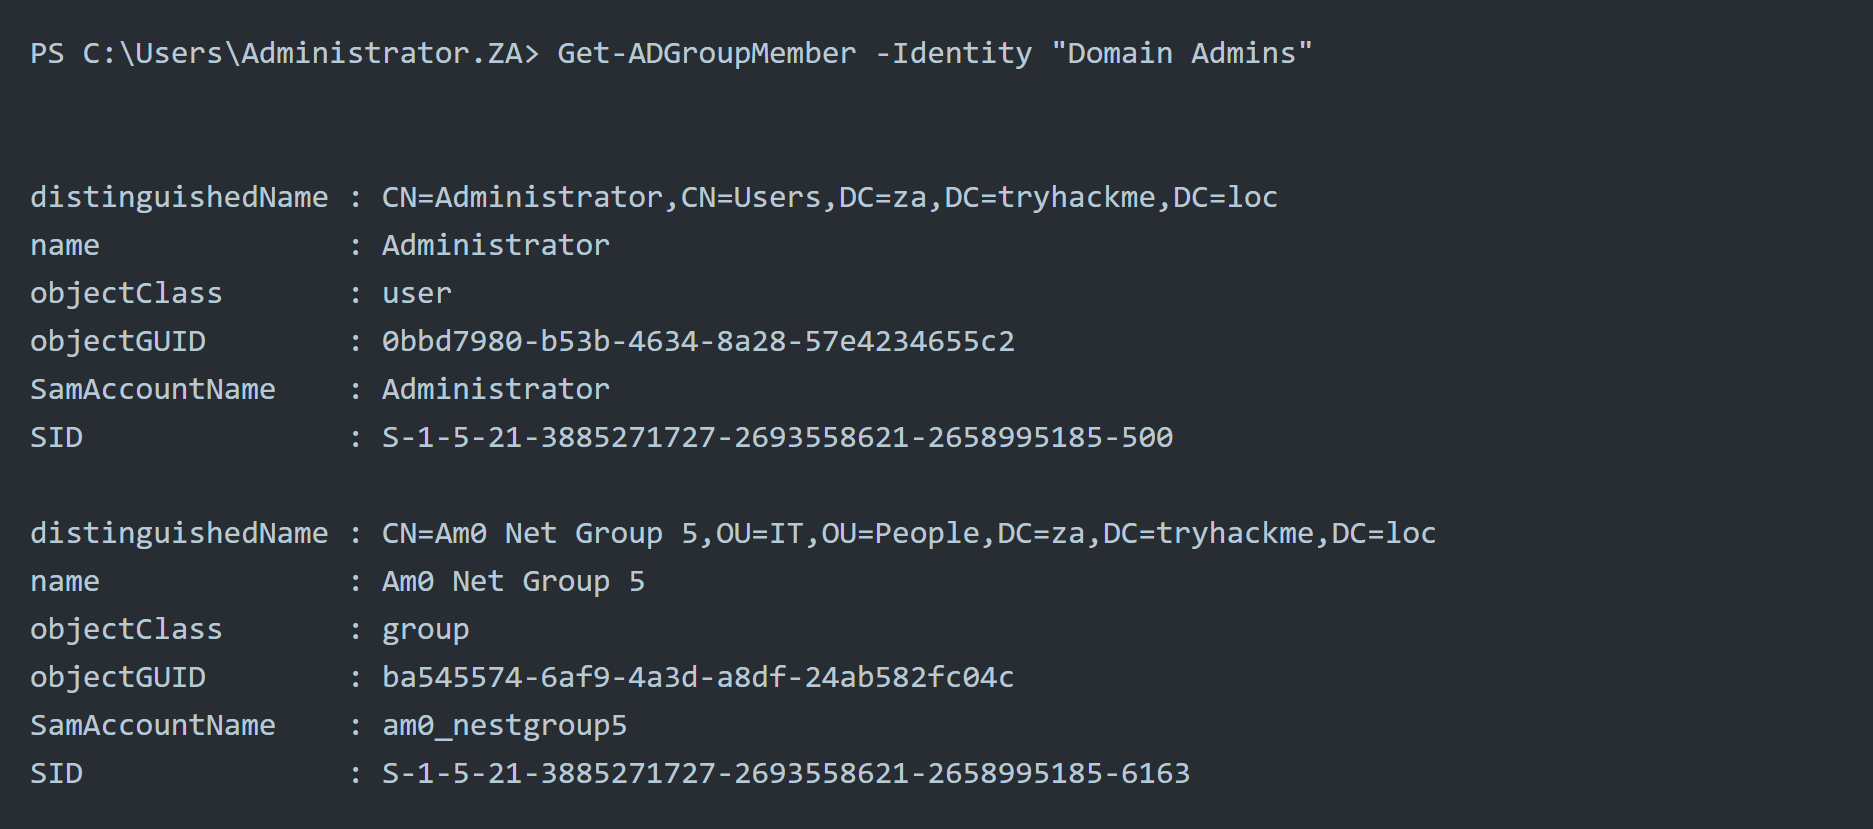 PS C:\Users\Administrator.ZA> Get-ADGroupMember -Identity "Domain Admins"
distinguishedName : CN=Administrator,CN=Users,DC=za,DC=tryhackme,DC=loc
name              : Administrator
objectClass       : user
objectGUID        : 0bbd7980-b53b-4634-8a28-57e4234655c2
SamAccountName    : Administrator
SID               : S-1-5-21-3885271727-2693558621-2658995185-500
distinguishedName : CN=Am0 Net Group 5,OU=IT,OU=People,DC=za,DC=tryhackme,DC=loc
name              : Am0 Net Group 5
objectClass       : group
objectGUID        : ba545574-6af9-4a3d-a8df-24ab582fc04c
SamAccountName    : am0_nestgroup5
SID               : S-1-5-21-3885271727-2693558621-2658995185-6163